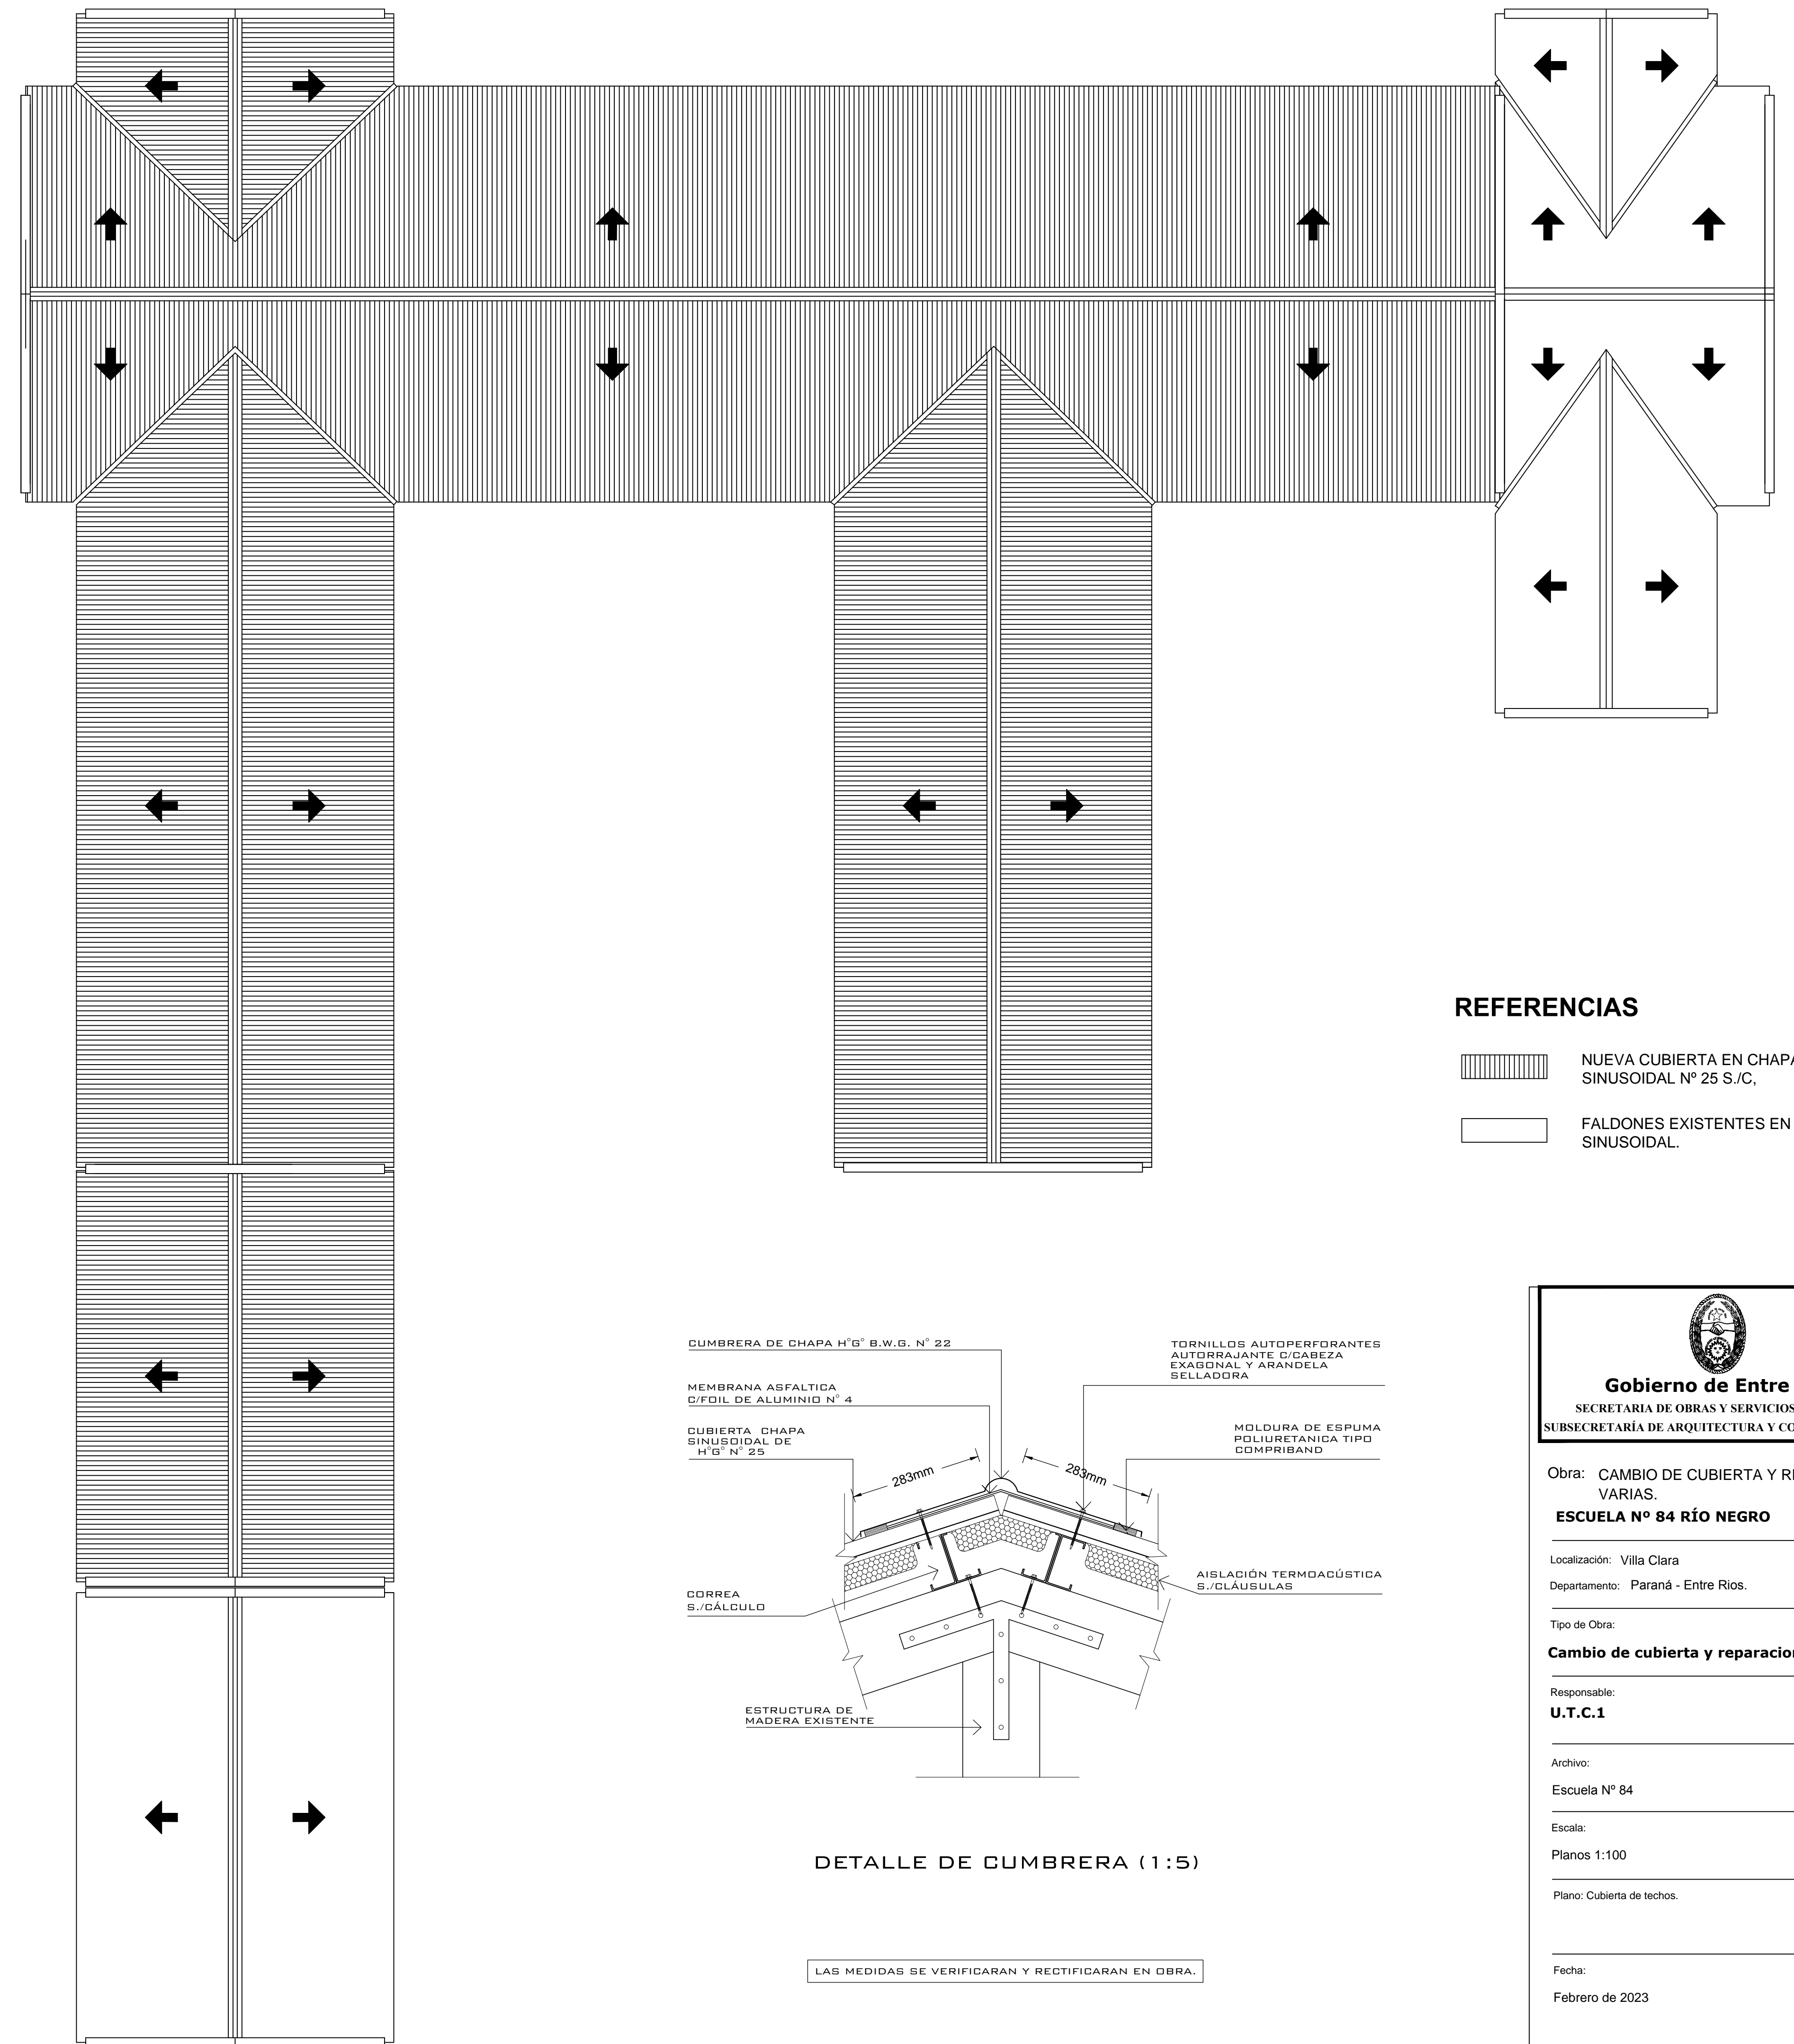 REFERENCIAS
NUEVA CUBIERTA EN CHAPA
SINUSOIDAL Nº 25 S./C,
FALDONES EXISTENTES EN
SINUSOIDAL.
CUMBRERA DE CHAPA H°G° B.W.G. N° 22
MEMBRANA ASFALTICA
C/FOIL DE ALUMINIO N° 4
CUBIERTA CHAPA
SINUSOIDAL DE
H°G° N° 25
TORNILLOS AUTOPERFORANTES
AUTORRAJANTE C/CABEZA
EXAGONAL Y ARANDELA
SELLADORA
MOLDURA DE ESPUMA
POLIURETANICA TIPO
COMPRIBAND
283mm
283mm
CORREA
S./CÁLCULO
AISLACIÓN TERMOACÚSTICA
S./CLÁUSULAS
ESTRUCTURA DE
MADERA EXISTENTE
DETALLE DE CUMBRERA (1:5)
LAS MEDIDAS SE VERIFICARAN Y RECTIFICARAN EN OBRA.
Gobierno de Entre
SECRETARIA DE OBRAS Y SERVICIOS
SUBSECRETARÍA DE ARQUITECTURA Y CO
Obra: CAMBIO DE CUBIERTA Y
VARIAS.
ESCUELA Nº 84 RÍO NEGRO
Localización: Villa Clara
Departamento: Paraná - Entre Rios.
Tipo de Obra:
Cambio de cubierta y reparacio
Responsable:
U.T.C.1
Archivo:
Escuela Nº 84
Escala:
Planos 1:100
Plano: Cubierta de techos.
Fecha:
Febrero de 2023